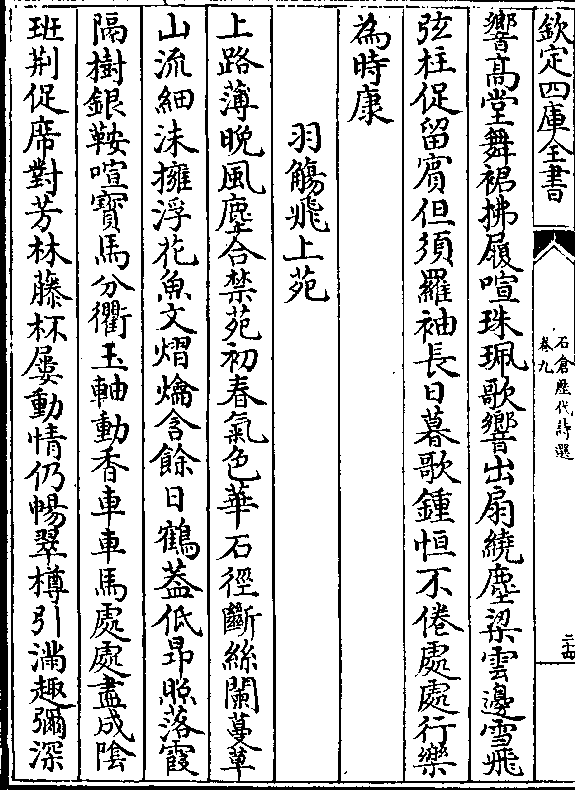 欽定四庫全書
石倉歴代詩選
卷九
二十四
響高堂舞裙拂履喧珠珮歌響出扇繞塵梁雲邊雪飛
弦柱促留賓但須羅袖長日暮歌鍾恒不倦處處行樂
為時康
羽觴飛上苑
上路薄晚風塵合禁苑初春氣色華石徑斷絲闌蔓草
山流細沫擁浮花魚文熠爚含餘日鶴蓋低昻照落霞
隔樹銀鞍喧寶馬分衢玉軸動香車車馬處處盡成陰
班荆促席對芳林藤杯屢動情仍暢翠樽引滿趣彌深